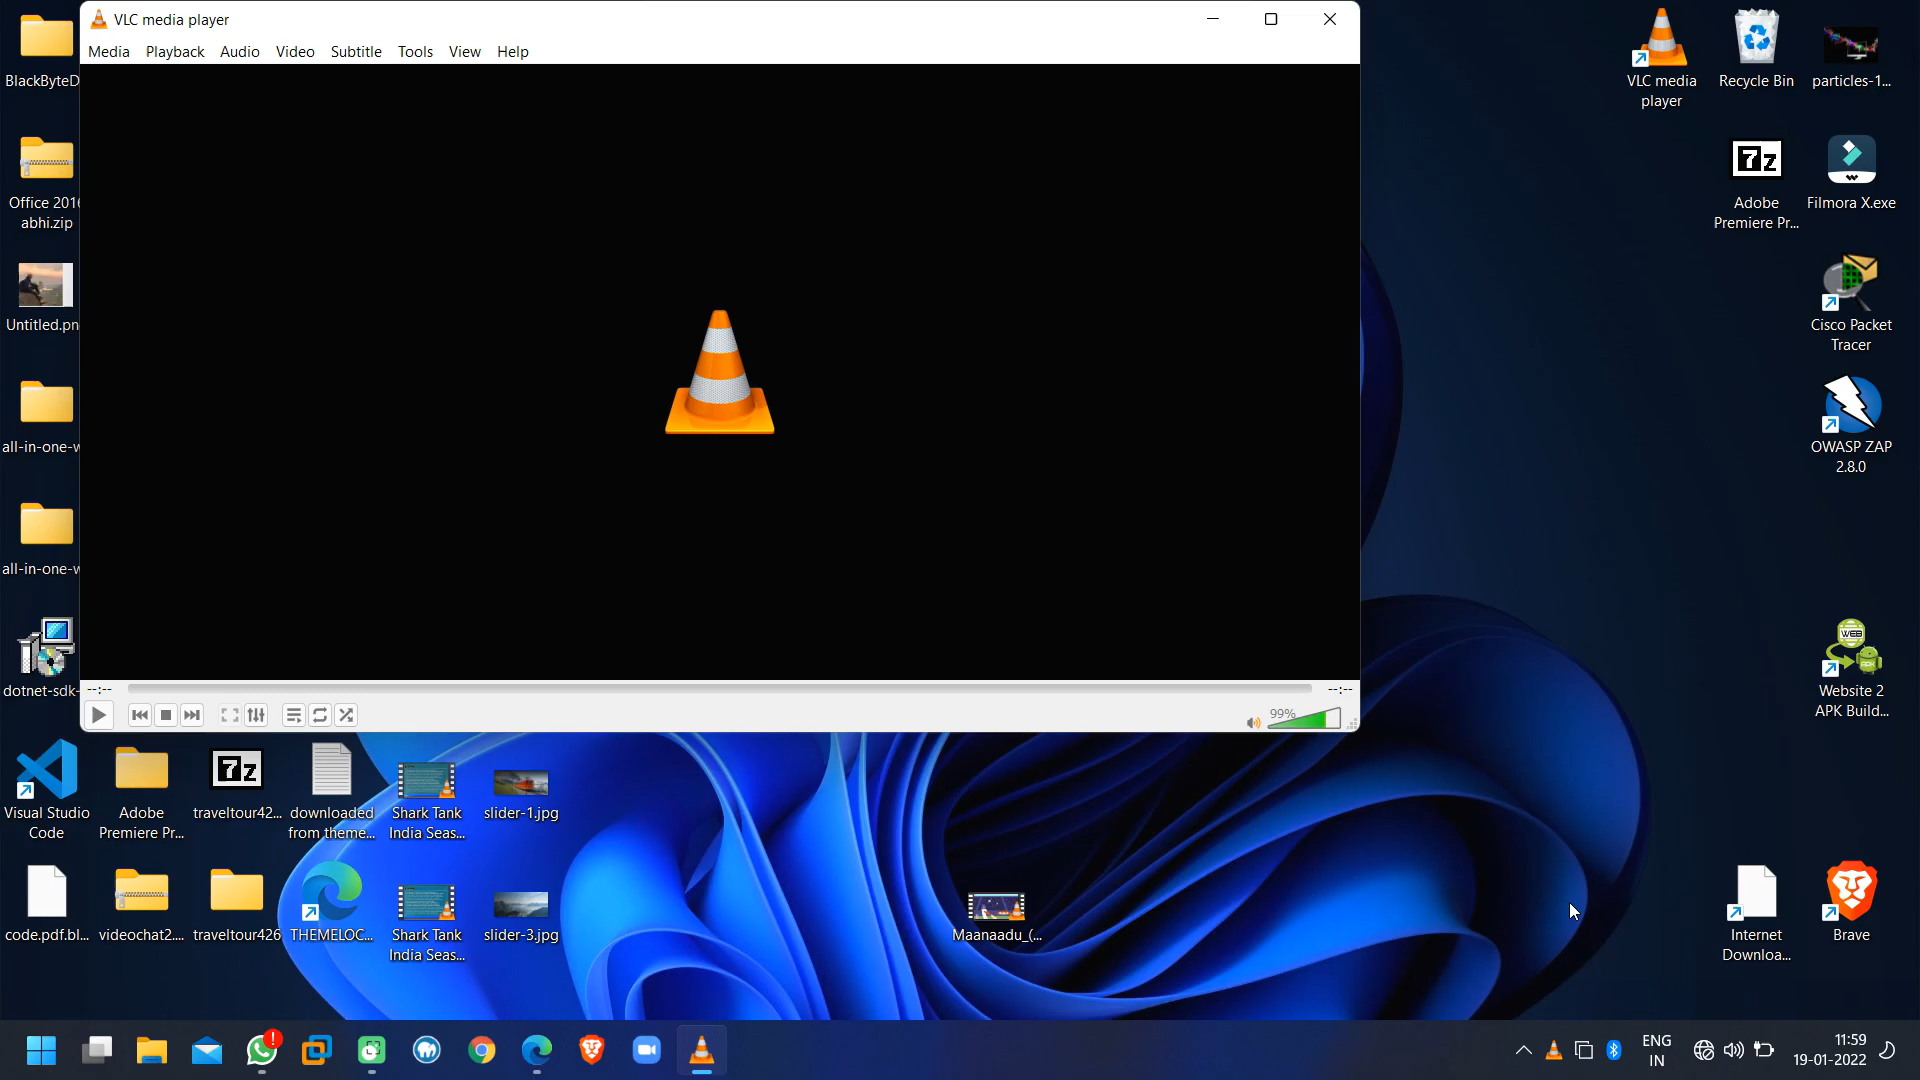 VLC media player
Media Playback Audio Video Subtitle Tools View Help
--:--
--:--
99%
BlackByteD
Office 2016
abhi.zip
Untitled.pn
all-in-one-w
all-in-one-w
dotnet-sdk-
Visual Studio
Code
Adobe
Premiere Pr...
traveltour42...
downloaded
from theme...
Shark Tank
India Seas...
slider-1.jpg
code.pdf.bl...
videochat2....
traveltour426
THEMELOC...
Shark Tank
India Seas...
slider-3.jpg
Maanaadu_(...
VLC media
player
Recycle Bin
particles-1...
7z
Adobe
Premiere Pr...
Filmora X.exe
Cisco Packet
Tracer
OWASP ZAP
2.8.0
WEB
Website 2
APK Build...
Internet
Downloa...
Brave
7z
ENG
IN
11:59
19-01-2022